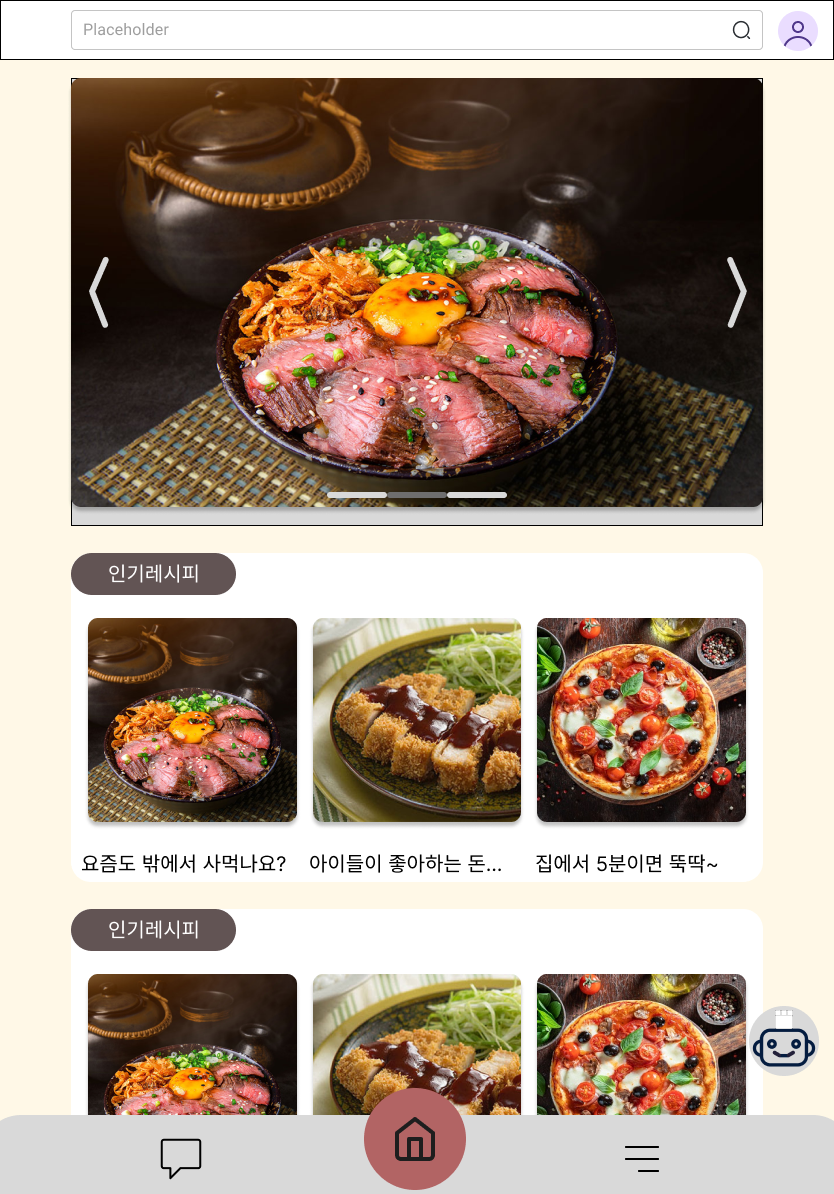 Placeholder
인기레시피
요즘도 밖에서 사먹나요?
아이들이 좋아하는 돈...
집에서 5분이면 뚝딱~
인기레시피